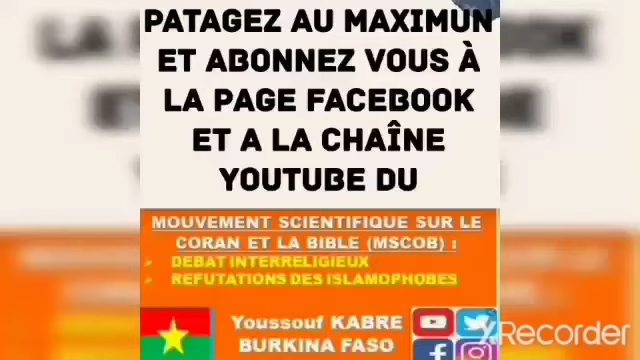 PATAGEZ AU MAXIMUN
ET ABONNEZ VOUS À
LA PAGE FACEBOOK
ET A LA CHAÎNE
YOUTUBE DU
MOUVEMENT SCIENTIFIQUE SUR LE
CORAN ET LA BIBLE (MSCOB) :
DEBAT INTERRELIGIEUX
REFUTATIONS DES ISLAMOPHOBES
Youssouf KABRE
BURKINA FASO
XRecorder